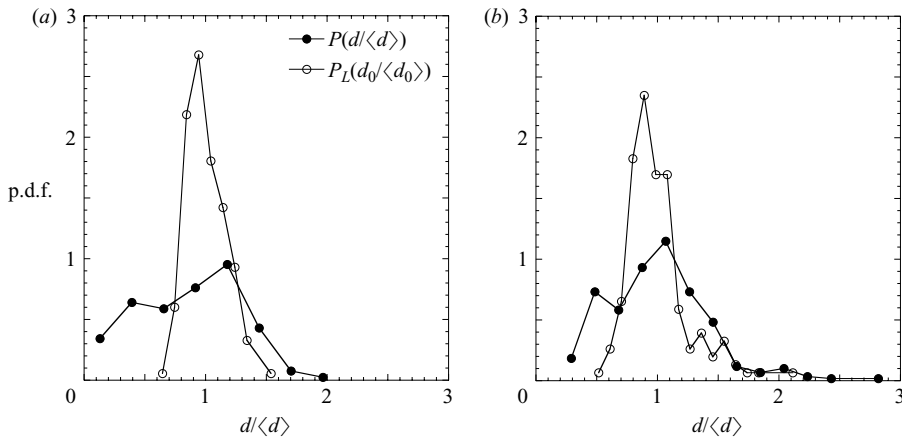 (a)
(b)
3
3
P(d/⟨d⟩)
P_L(d_0/⟨d_0⟩)
2
2
p.d.f.
1
1
0 1 2 3
0 1 2 3
d/⟨d⟩
d/⟨d⟩